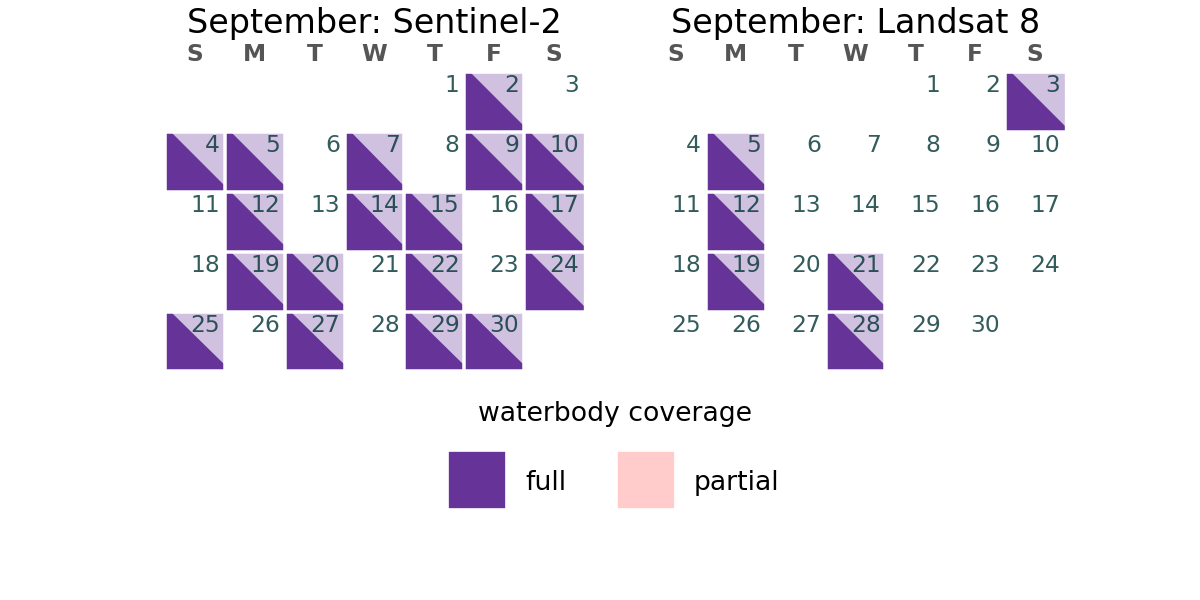 September: Sentinel-2
S M T W T F S
1 2 3
4 5 6 7 8 9 10
11 12 13 14 15 16 17
18 19 20 21 22 23 24
25 26 27 28 29 30
September: Landsat 8
S M T W T F S
1 2 3
4 5 6 7 8 9 10
11 12 13 14 15 16 17
18 19 20 21 22 23 24
25 26 27 28 29 30
waterbody coverage
full
partial